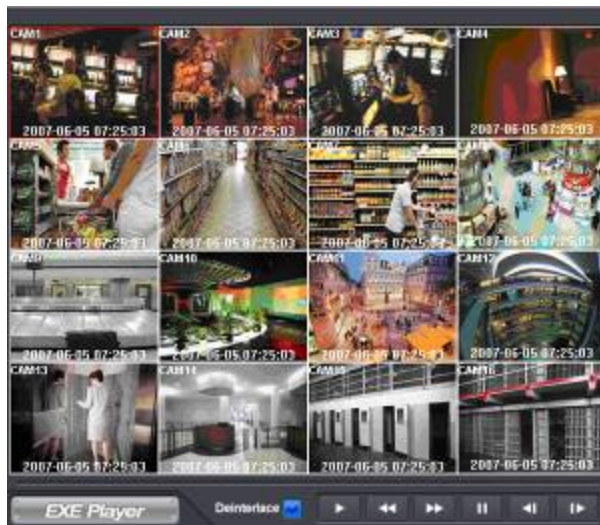 CAM1 CAM2 CAM3 CAM4
2007-06-05 07:25:03 2007-06-05 07:25:03 2007-06-05 07:25:03 2007-06-05 07:25:03
CAM5 CAM7
2007-06-05 07:25:03 2007-06-05 07:25:03 2007-06-05 07:25:03 2007-06-05 07:25:03
CAM9 CAM10 CAM11 CAM12
2007-06-05 07:25:03 2007-06-05 07:25:03 2007-06-05 07:25:03 2007-06-05 07:25:03
CAM13 CAM14 CAM15 CAM16
2007-06-05 07:25:03 2007-06-05 07:25:03 2007-06-05 07:25:03 2007-06-05 07:25:03
EXE Player Deinterlace